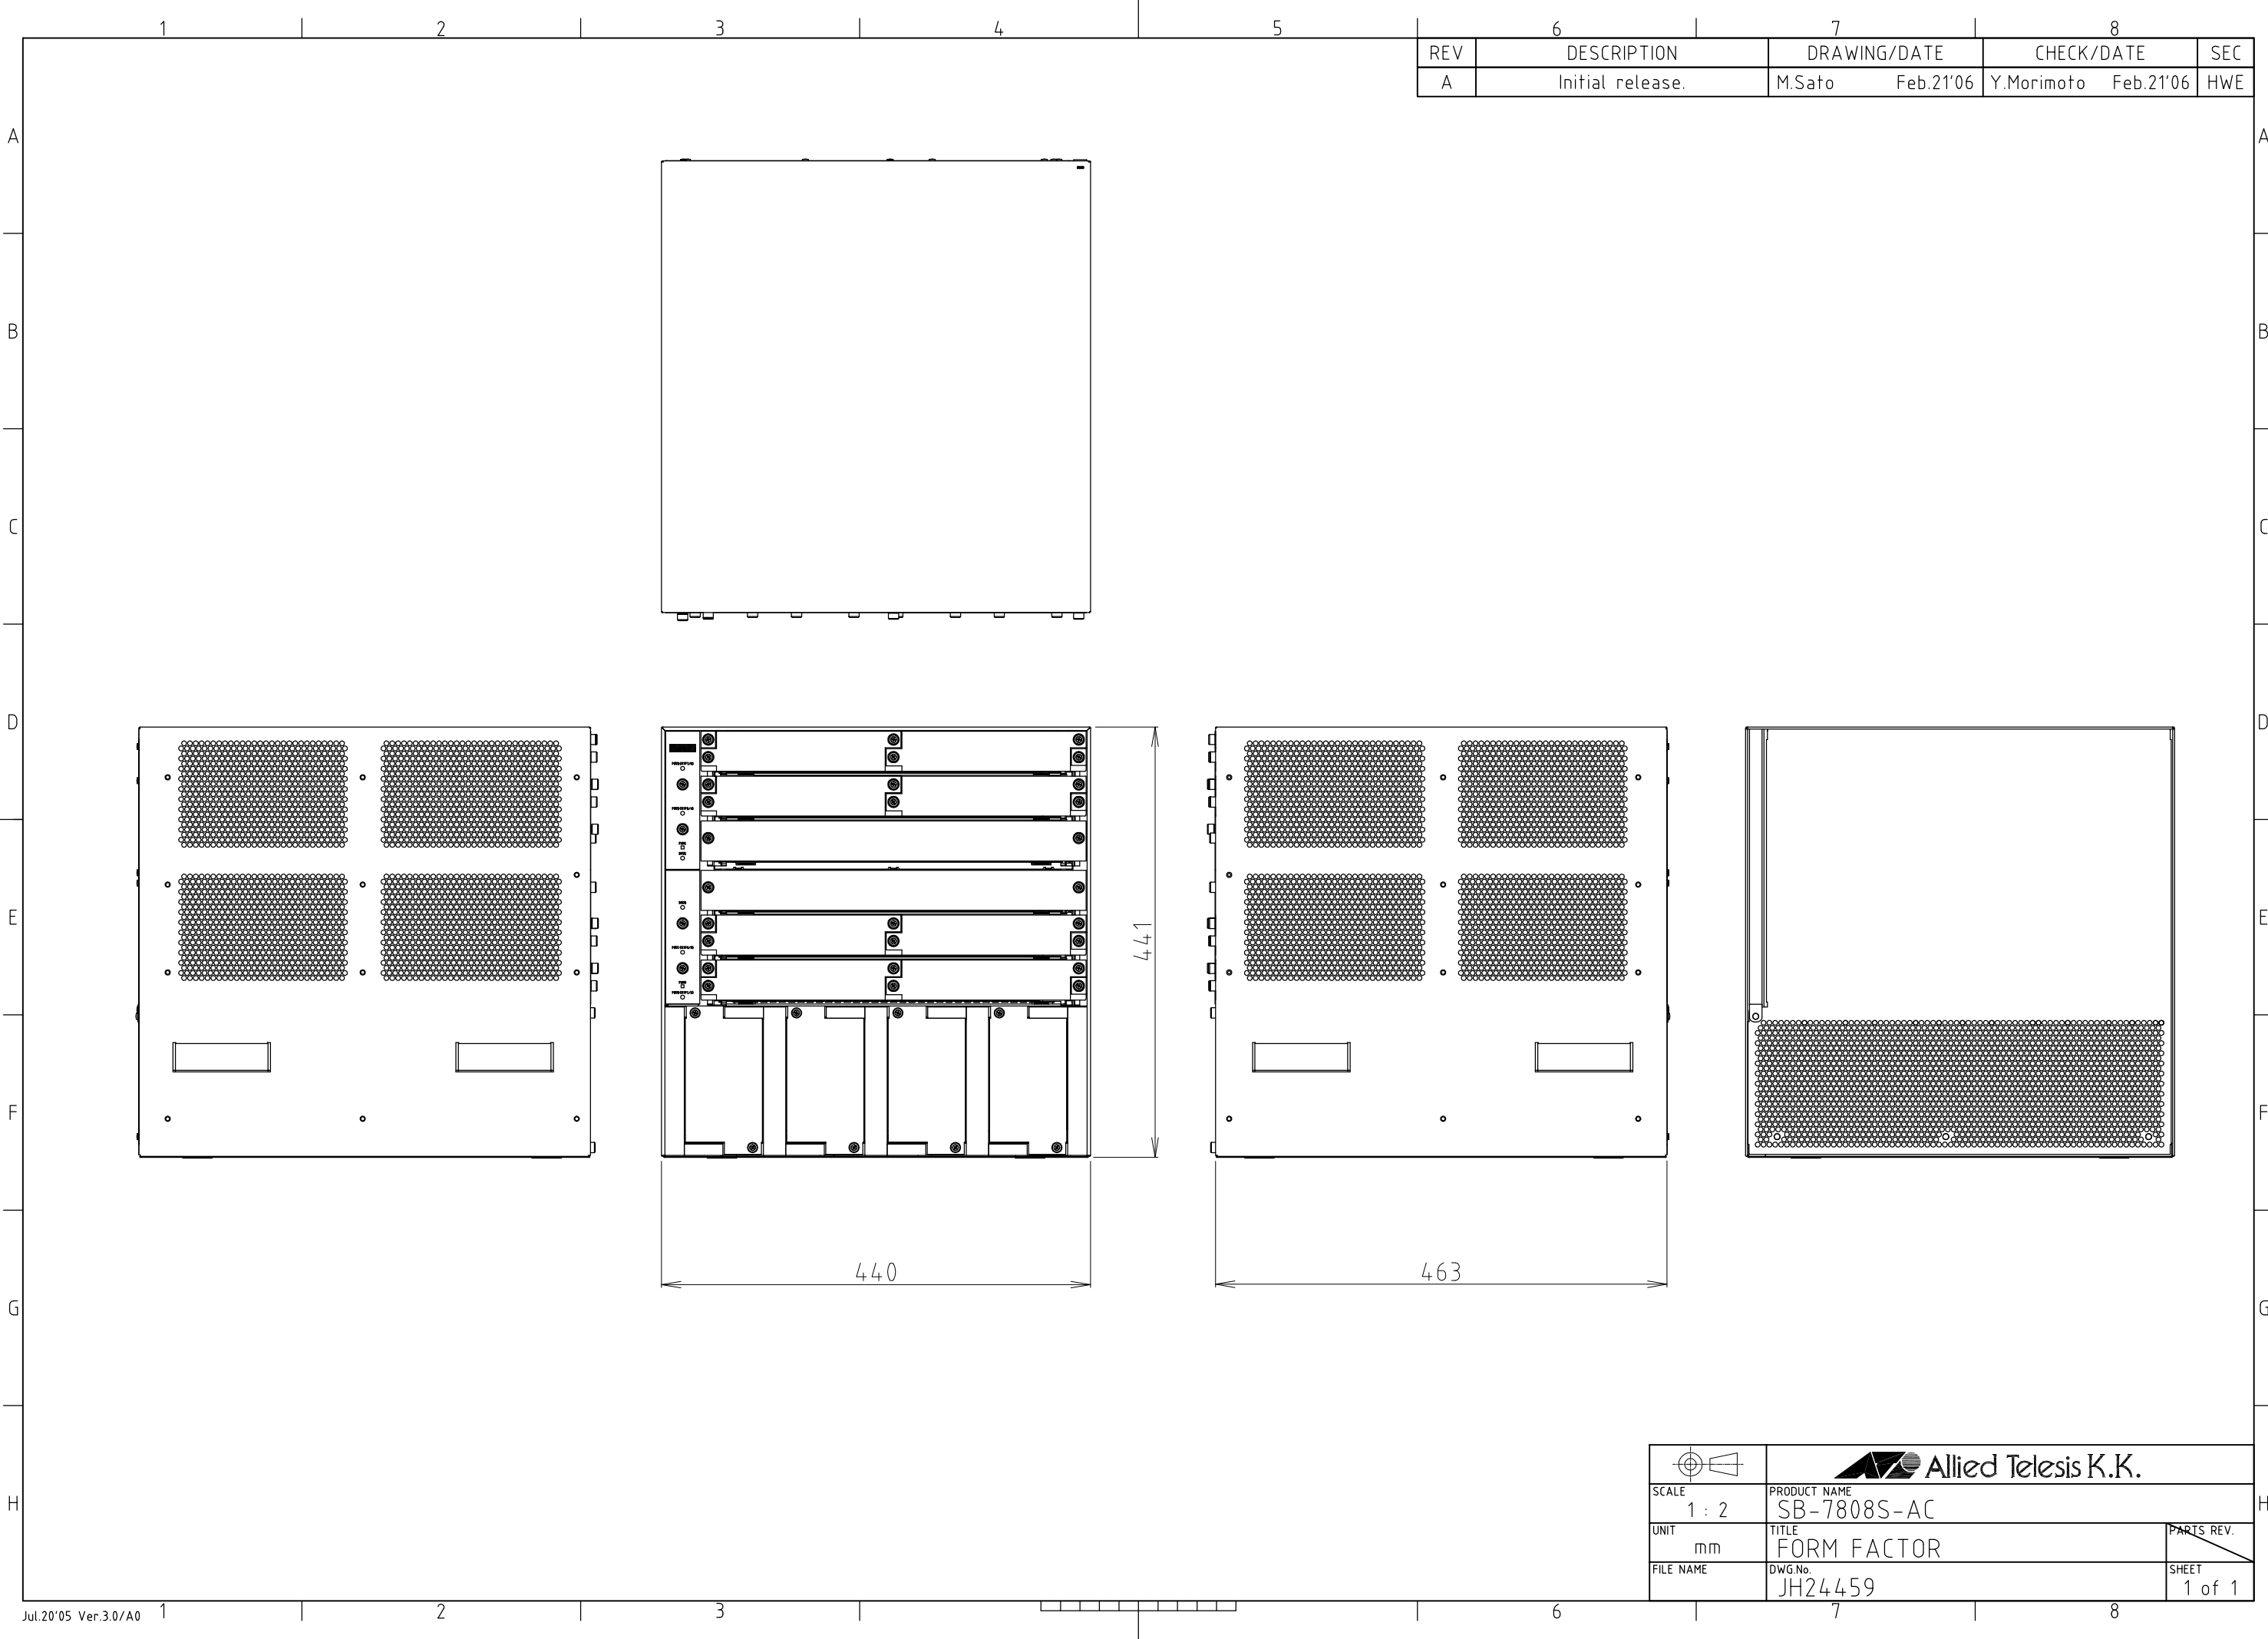 1 2 3 4 5 6 7 8
REV DESCRIPTION DRAWING/DATE CHECK/DATE SEC
A Initial release. M.Sato Feb.21'06 Y.Morimoto Feb.21'06 HWE
A A
B B
C C
D D
E E
441
F F
440 463
G G
Allied Telesis K.K.
SCALE PRODUCT NAME
H 1 : 2 SB-7808S-AC H
UNIT TITLE PARTS REV.
mm FORM FACTOR
FILE NAME DWG.No. SHEET
JH24459 1 of 1
Jul.20'05 Ver.3.0/A0 1 2 3 6 7 8